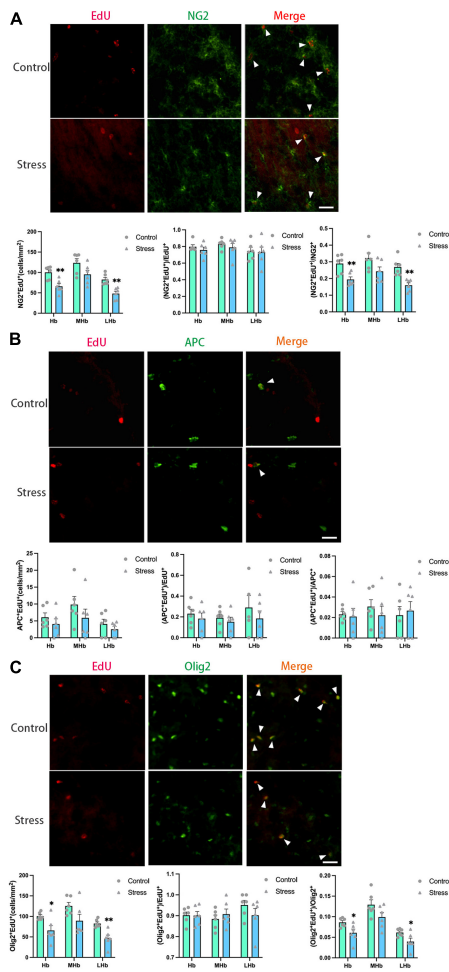 A
EdU NG2 Merge
Control
Stress
NG2⁺EdU⁺(cells/mm²)
150
100
50
0
Hb MHb LHb
** **
Control
Stress
(NG2⁺EdU⁺)/EdU⁺
1.0
0.8
0.6
0.4
0.2
0.0
Hb MHb LHb
Control
Stress
(NG2⁺EdU⁺)/NG2⁺
0.5
0.4
0.3
0.2
0.1
0.0
Hb MHb LHb
** **
Control
Stress
B
EdU APC Merge
Control
Stress
APC⁺EdU⁺(cells/mm²)
25
20
15
10
5
0
Hb MHb LHb
Control
Stress
(APC⁺EdU⁺)/EdU⁺
0.8
0.6
0.4
0.2
0.0
Hb MHb LHb
Control
Stress
(APC⁺EdU⁺)/APC⁺
0.10
0.08
0.06
0.04
0.02
0.00
Hb MHb LHb
Control
Stress
C
EdU Olig2 Merge
Control
Stress
Olig2⁺EdU⁺(cells/mm²)
200
150
100
50
0
Hb MHb LHb
* **
Control
Stress
(Olig2⁺EdU⁺)/EdU⁺
1.1
1.0
0.9
0.8
Hb MHb LHb
Control
Stress
(Olig2⁺EdU⁺)/Olig2⁺
0.20
0.15
0.10
0.05
0.00
Hb MHb LHb
* *
Control
Stress